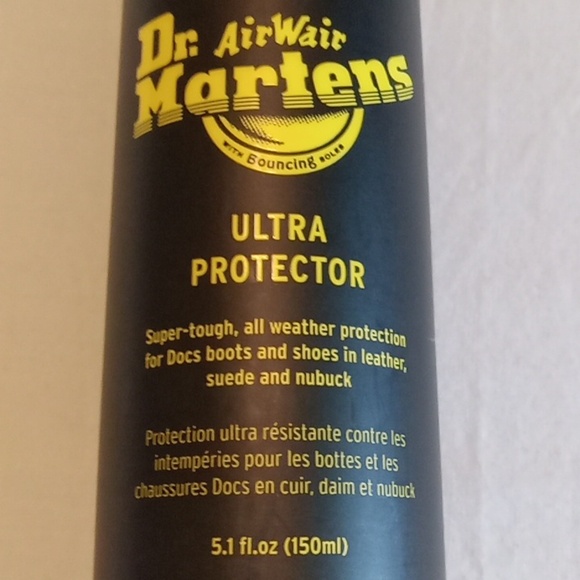 Dr. AirWair
Martens
WITH Bouncing SOLES
ULTRA
PROTECTOR
Super-tough, all weather protection
for Docs boots and shoes in leather,
suede and nubuck
Protection ultra résistante contre les
intempéries pour les bottes et les
chaussures Docs en cuir, daim et nubuck
5.1 fl.oz (150ml)